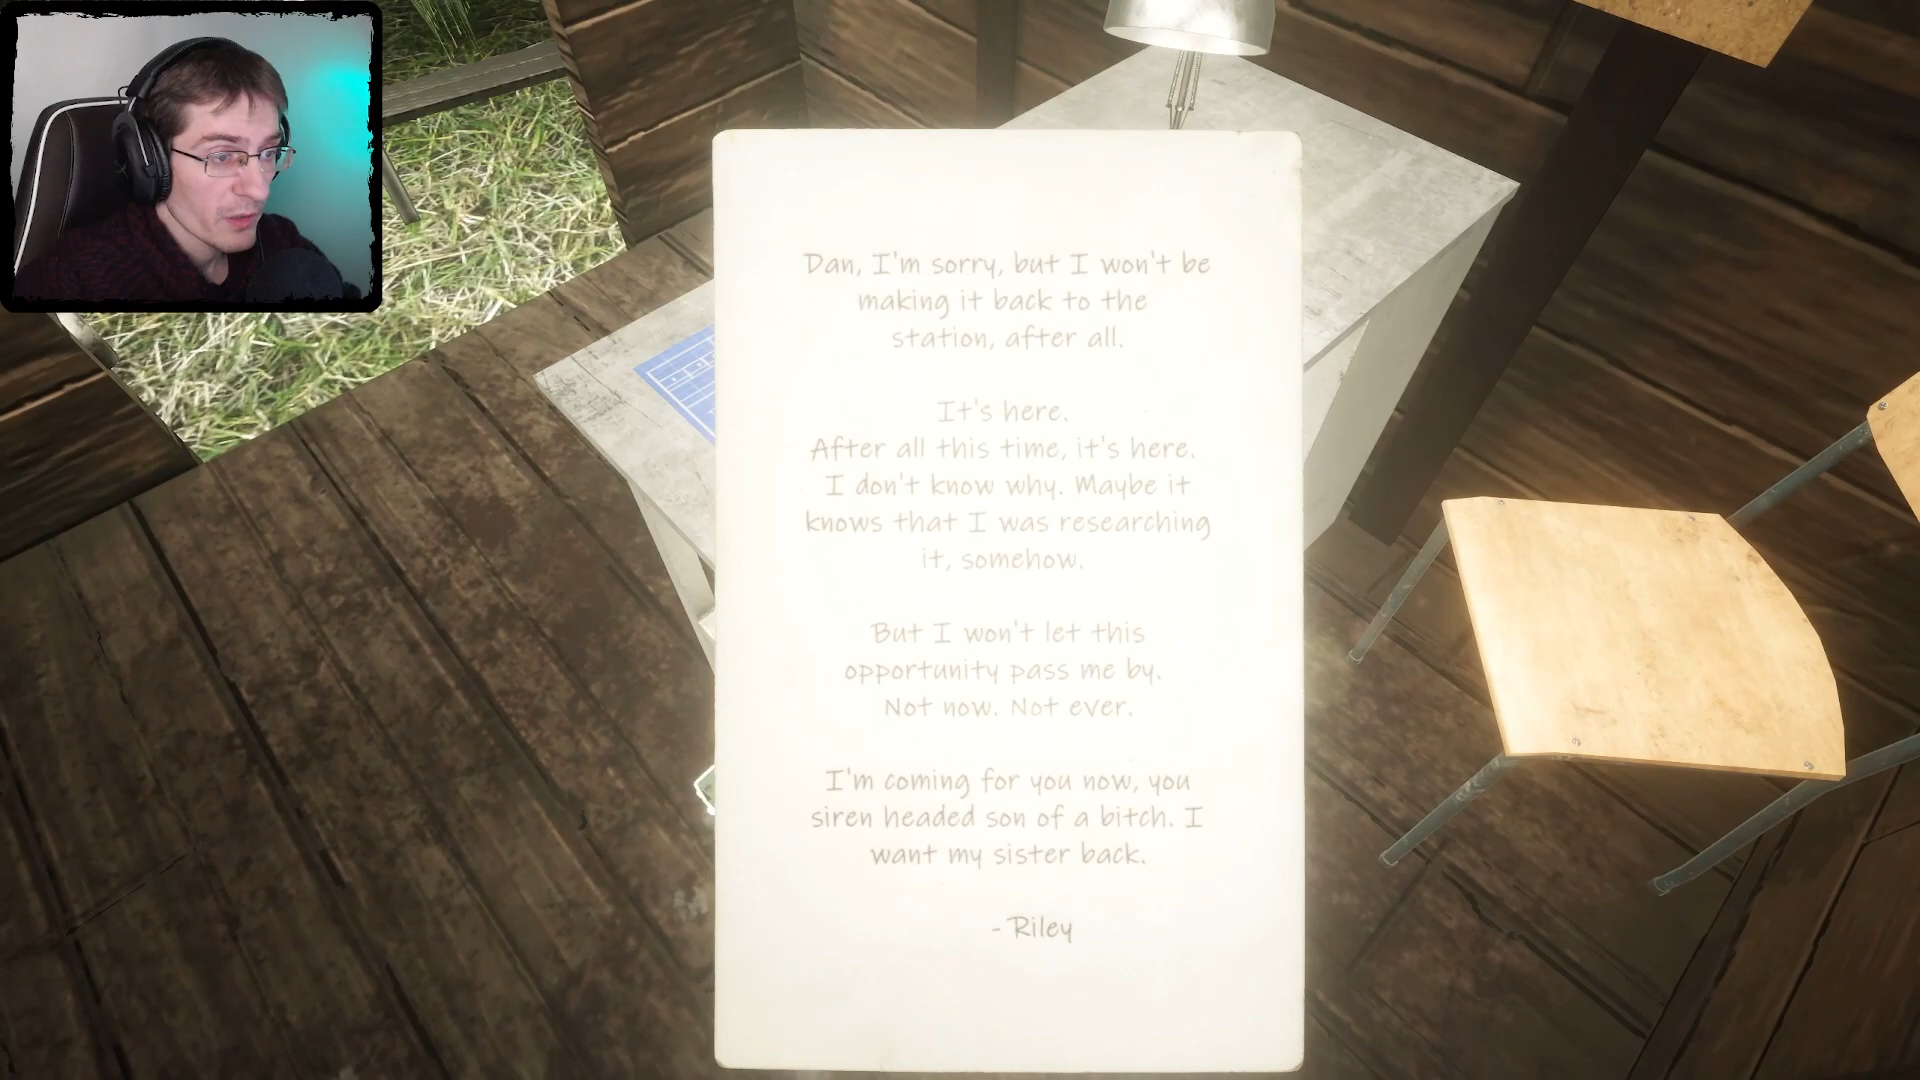 Dan, I'm sorry, but I won't be
making it back to the
station, after all.
It's here.
After all this time, it's here.
I don't know why. Maybe it
knows that I was researching
it, somehow.
But I won't let this
opportunity pass me by.
Not now. Not ever.
I'm coming for you now, you
siren headed son of a bitch. I
want my sister back.
- Riley